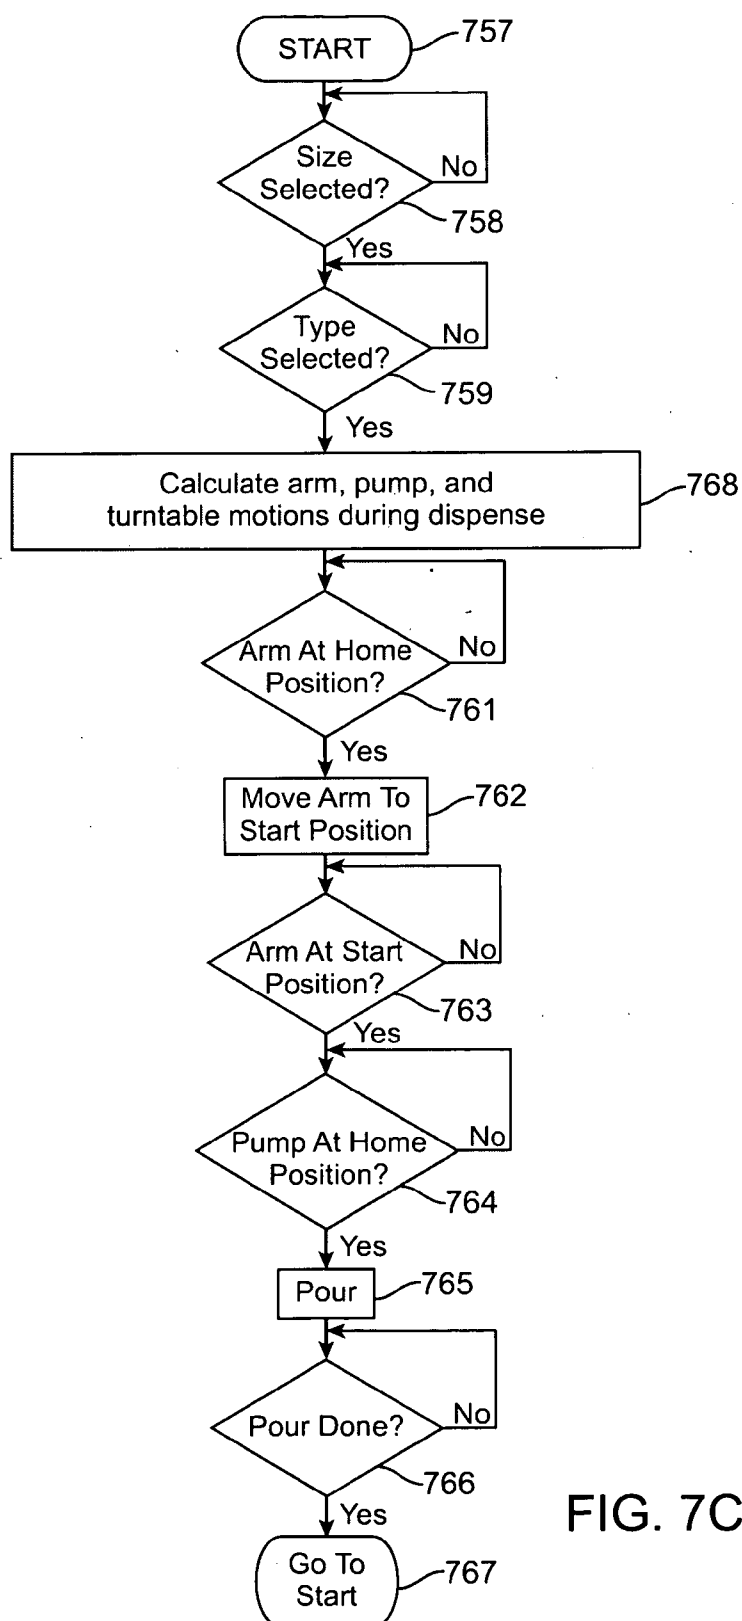 START
757
Size
Selected?
No
758
Yes
Type
Selected?
No
759
Yes
Calculate arm, pump, and
turntable motions during dispense
768
Arm At Home
Position?
No
761
Yes
Move Arm To
Start Position
762
Arm At Start
Position?
No
763
Yes
Pump At Home
Position?
No
764
Yes
Pour
765
Pour Done?
No
766
Yes
Go To
Start
767
FIG. 7C